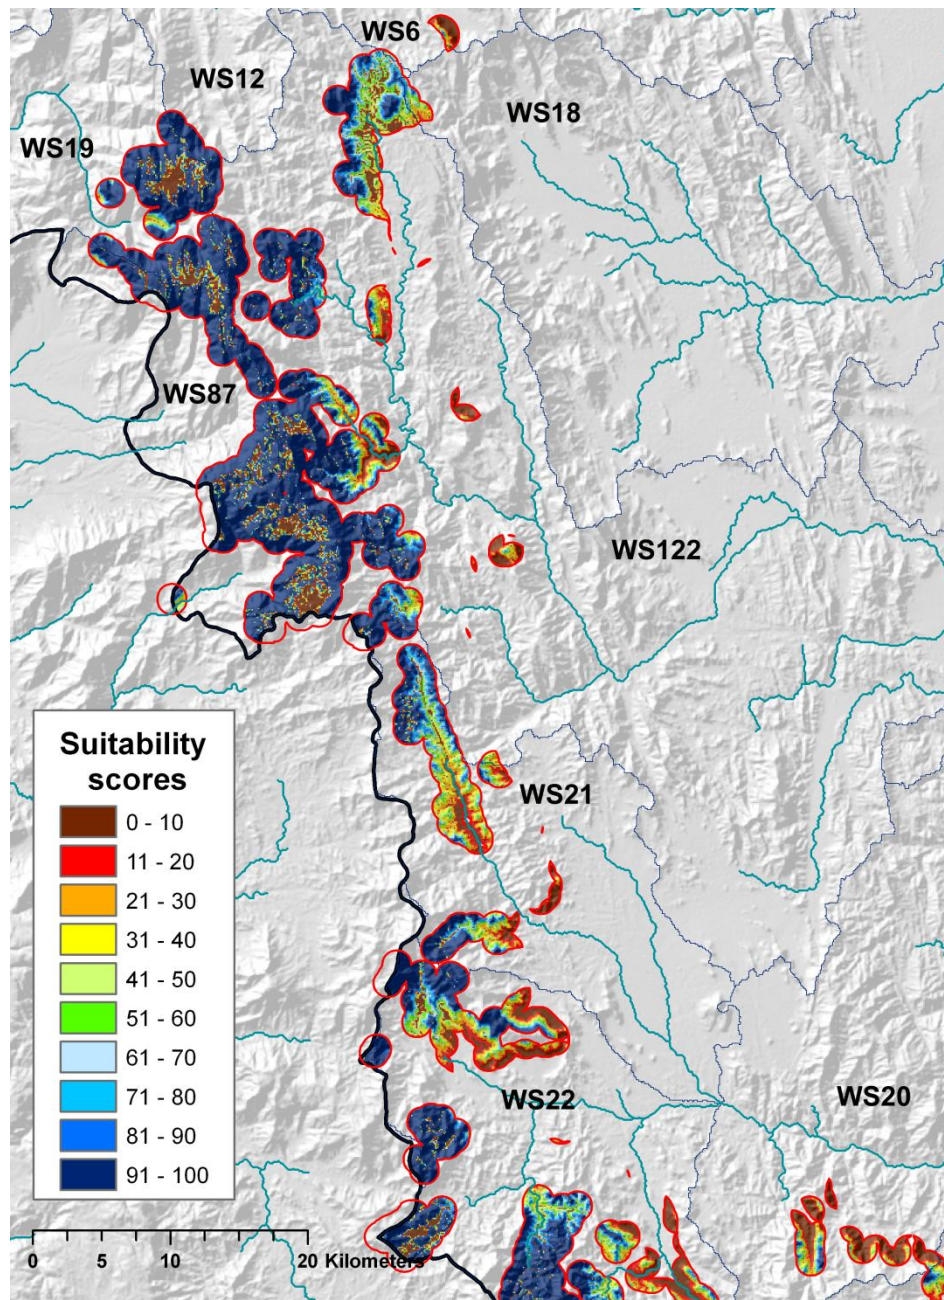 WS6
WS12
WS18
WS19
WS87
WS122
WS21
WS22
WS20
Suitability
scores
0 - 10
11 - 20
21 - 30
31 - 40
41 - 50
51 - 60
61 - 70
71 - 80
81 - 90
91 - 100
0 5 10 20 Kilometers